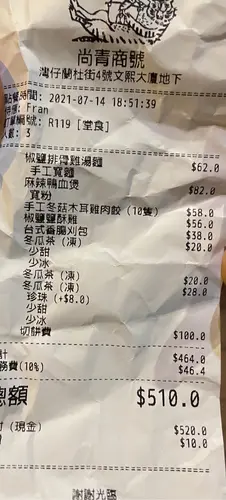 尚青商號
灣仔蘭杜街4號文熙大廈地下
時間: 2021-07-14 18:51:39
: Fran
號: R119 [堂食]
: 3
椒鹽排骨雞湯麵 $62.0
手工寬麵
麻辣鴨血煲 $82.0
寬粉
手工冬菇木耳雞肉餃 (10隻) $58.0
椒鹽鹽酥雞 $56.0
台式香腸刈包 $38.0
冬瓜茶 (凍) $20.0
少甜
少冰
冬瓜茶 (凍) $20.0
冬瓜茶 (凍) $28.0
珍珠 (+$8.0)
少甜
少冰
切餅費 $100.0
計 $464.0
務費(10%) $46.4
總額 $510.0
(現金) $520.0
$10.0
謝謝光臨